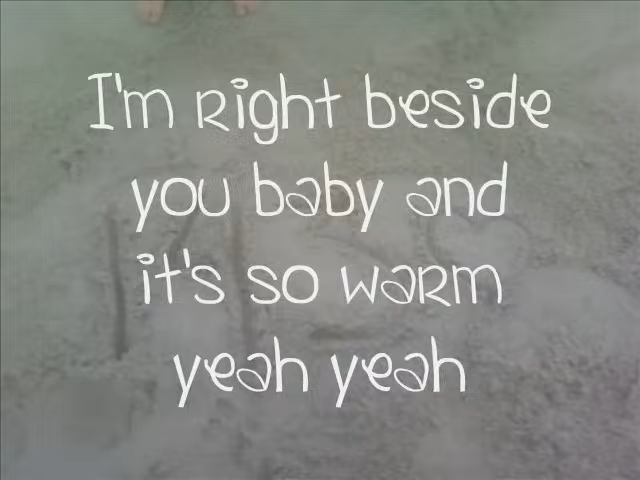 I'm right beside
you baby and
it's so warm
yeah yeah